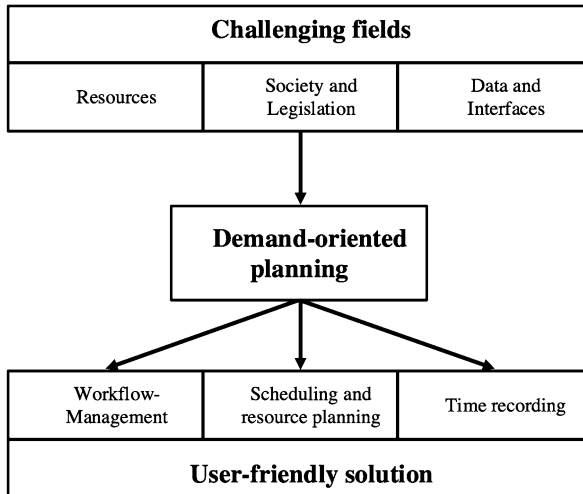 Challenging fields
Resources
Society and
Legislation
Data and
Interfaces
Demand-oriented
planning
Workflow-
Management
Scheduling and
resource planning
Time recording
User-friendly solution